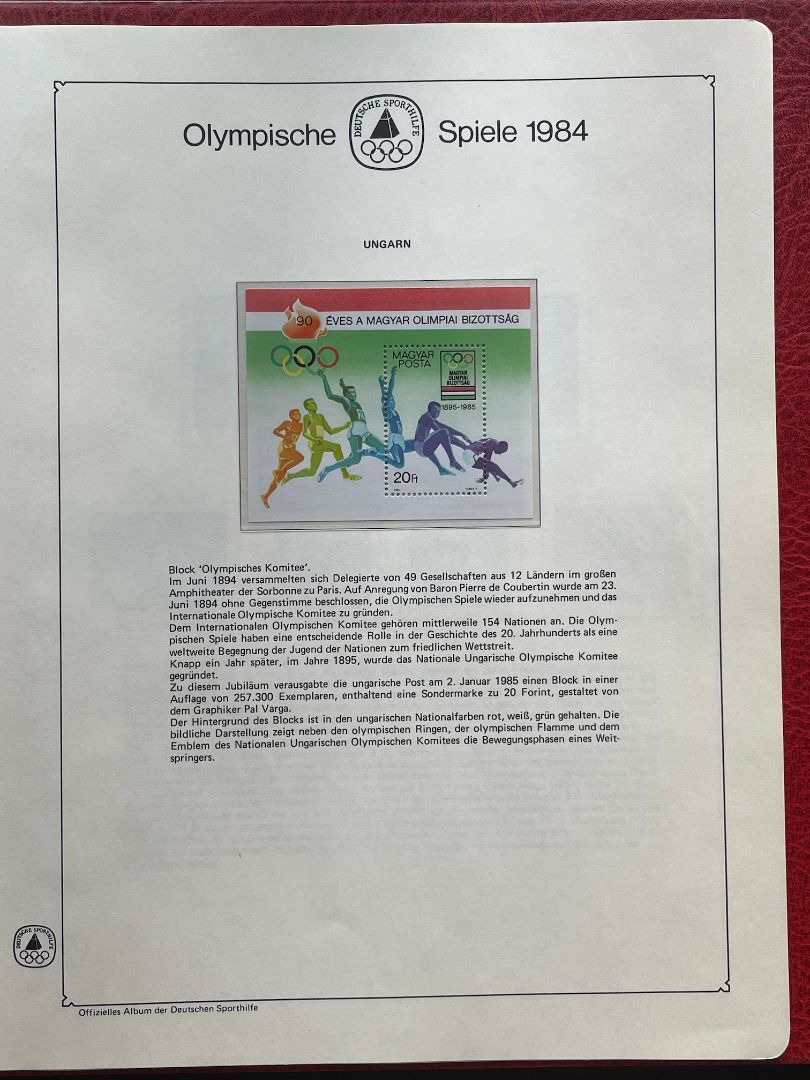 Olympische Spiele 1984
DEUTSCHE SPORTHILFE
UNGARN
90 ÉVES A MAGYAR OLIMPIAI BIZOTTSÁG
MAGYAR
POSTA
MAGYAR
OLIMPIAI
BIZOTTSÁG
1895-1985
20Ft
Block 'Olympisches Komitee'.
Im Juni 1894 versammelten sich Delegierte von 49 Gesellschaften aus 12 Ländern im großen
Amphitheater der Sorbonne zu Paris. Auf Anregung von Baron Pierre de Coubertin wurde am 23.
Juni 1894 ohne Gegenstimme beschlossen, die Olympischen Spiele wieder aufzunehmen und das
Internationale Olympische Komitee zu gründen.
Dem Internationalen Olympischen Komitee gehören mittlerweile 154 Nationen an. Die Olym-
pischen Spiele haben eine entscheidende Rolle in der Geschichte des 20. Jahrhunderts als eine
weltweite Begegnung der Jugend der Nationen zum friedlichen Wettstreit.
Knapp ein Jahr später, im Jahre 1895, wurde das Nationale Ungarische Olympische Komitee
gegründet.
Zu diesem Jubiläum verausgabte die ungarische Post am 2. Januar 1985 einen Block in einer
Auflage von 257.300 Exemplaren, enthaltend eine Sondermarke zu 20 Forint, gestaltet von
dem Graphiker Pal Varga.
Der Hintergrund des Blocks ist in den ungarischen Nationalfarben rot, weiß, grün gehalten. Die
bildliche Darstellung zeigt neben den olympischen Ringen, der olympischen Flamme und dem
Emblem des Nationalen Ungarischen Olympischen Komitees die Bewegungsphasen eines Weit-
springers.
DEUTSCHE SPORTHILFE
Offizielles Album der Deutschen Sporthilfe